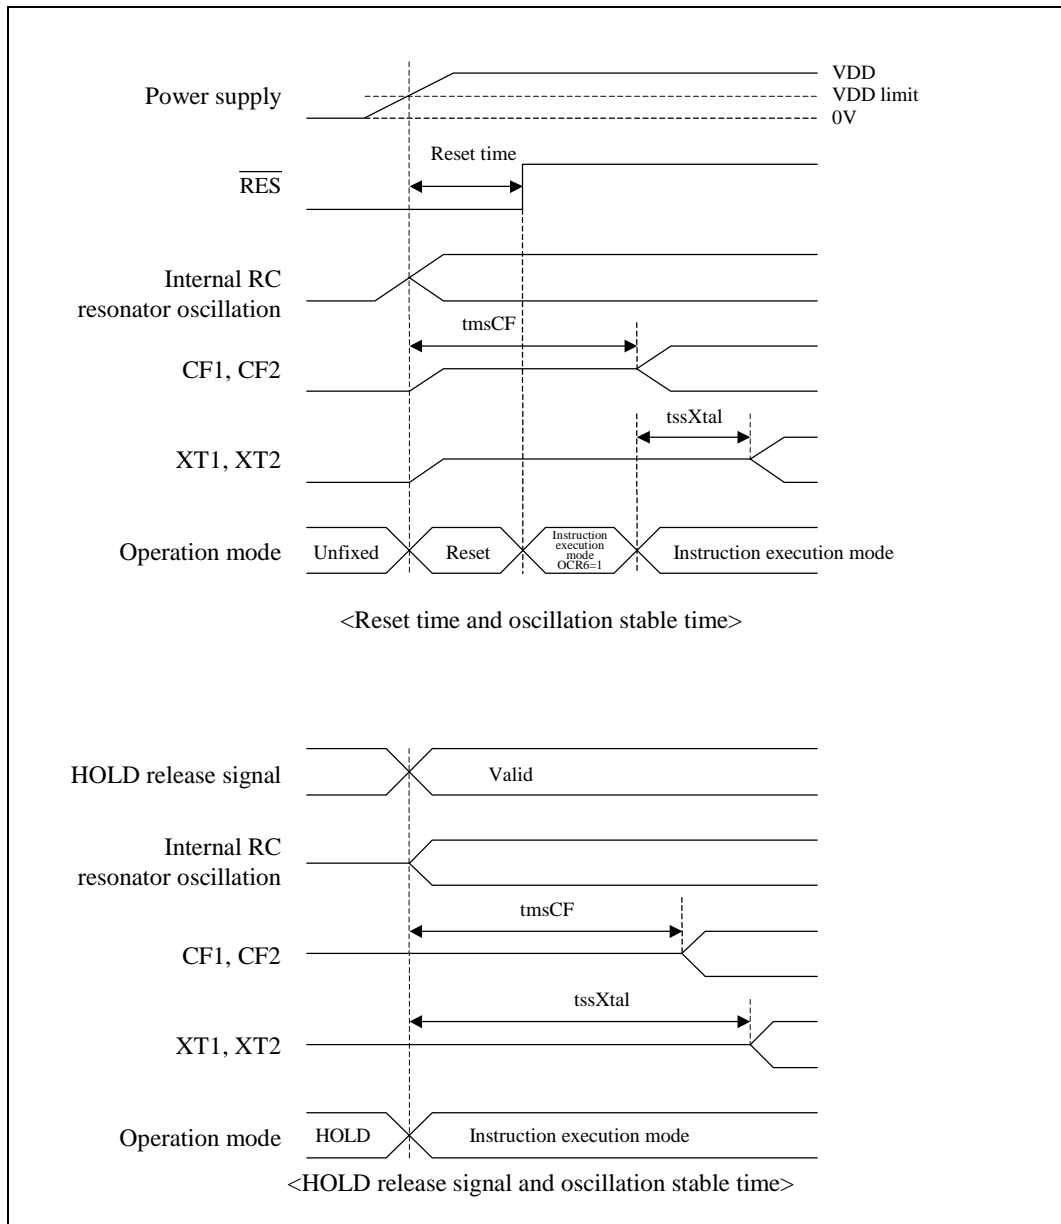 VDD
Power supply
VDD limit
0V
Reset time
RES
Internal RC
resonator oscillation
tmsCF
CF1, CF2
tssXtal
XT1, XT2
Operation mode
Unfixed
Reset
Instruction
execution
mode
OCR6=1
Instruction execution mode
<Reset time and oscillation stable time>
HOLD release signal
Valid
Internal RC
resonator oscillation
tmsCF
CF1, CF2
tssXtal
XT1, XT2
Operation mode
HOLD
Instruction execution mode
<HOLD release signal and oscillation stable time>